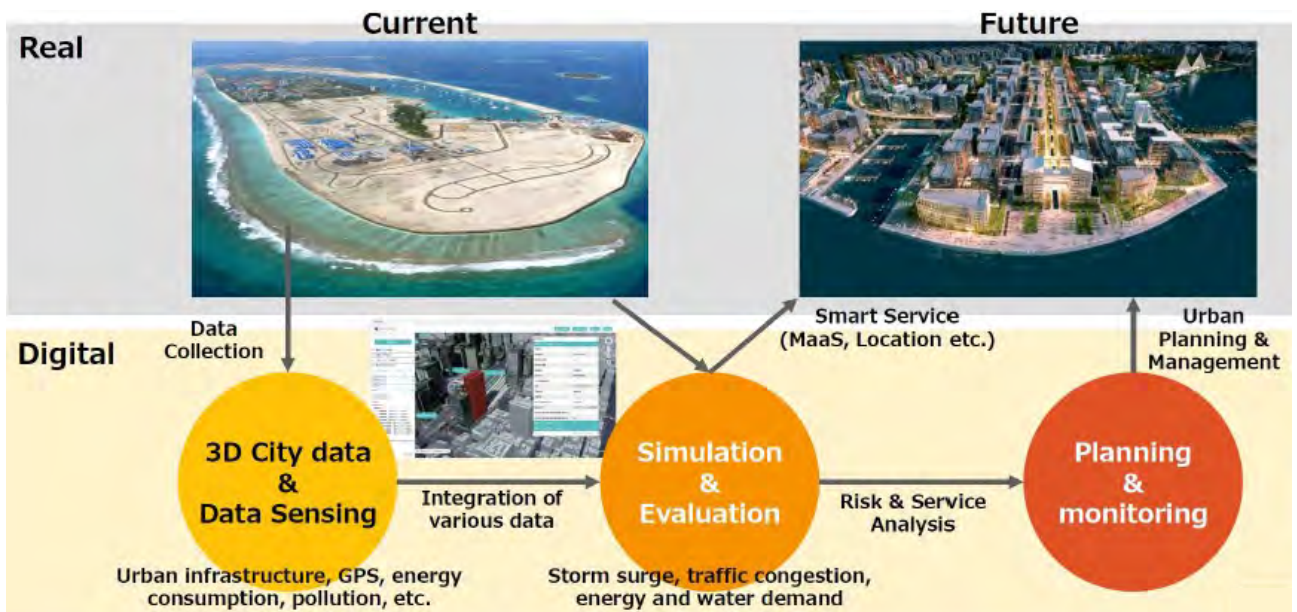 Current
Future
Real
Data
Collection
Smart Service
(MaaS, Location etc.)
Urban
Planning &
Management
Digital
3D City data
&
Data Sensing
Integration of
various data
Simulation
&
Evaluation
Risk & Service
Analysis
Planning
&
monitoring
Urban infrastructure, GPS, energy
consumption, pollution, etc.
Storm surge, traffic congestion,
energy and water demand